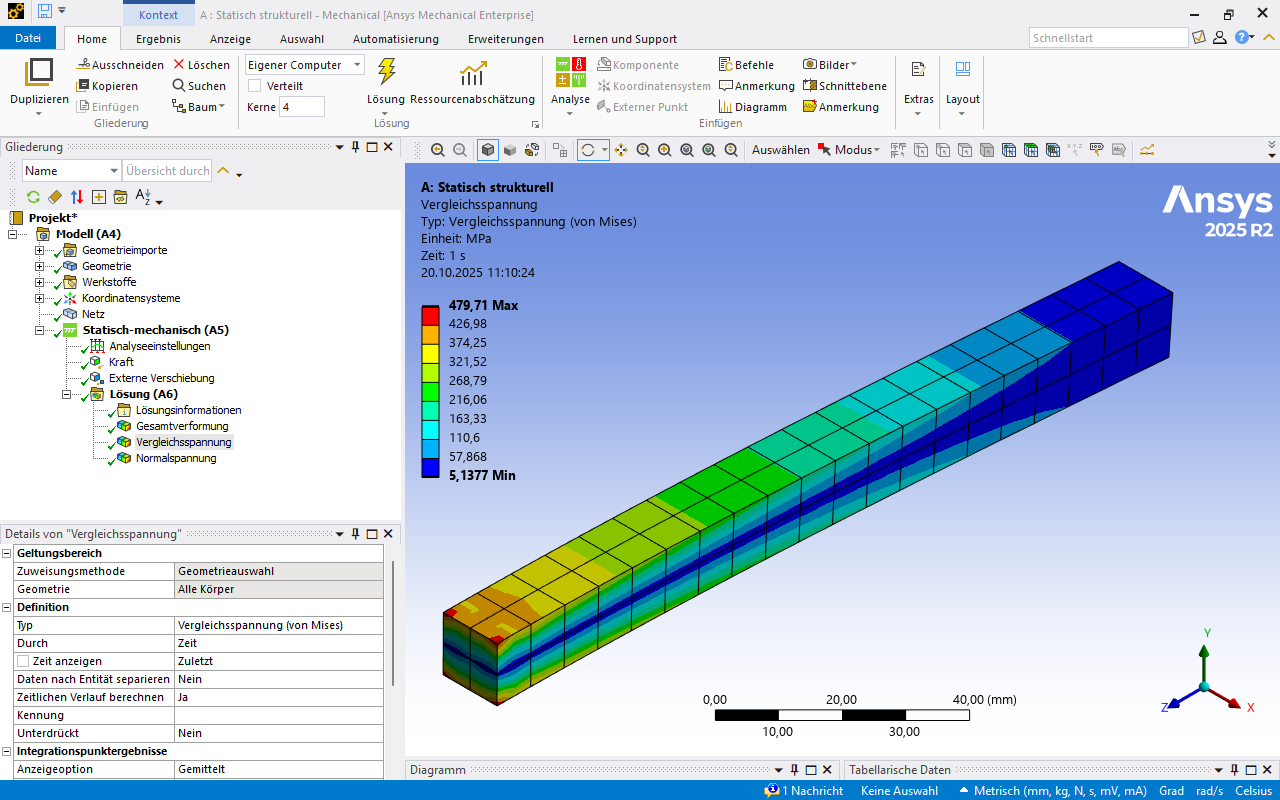 Kontext
A : Statisch strukturell - Mechanical [Ansys Mechanical Enterprise]
Datei
Home
Ergebnis
Anzeige
Auswahl
Automatisierung
Erweiterungen
Lernen und Support
Schnellstart
Duplizieren
Ausschneiden
Löschen
Kopieren
Suchen
Einfügen
Baum
Gliederung
Eigener Computer
Verteilt
Kerne 4
Lösung
Ressourcenabschätzung
Lösung
Analyse
Komponente
Koordinatensystem
Externer Punkt
Befehle
Anmerkung
Diagramm
Bilder
Schnittebene
Anmerkung
Einfügen
Extras
Layout
Gliederung
Name
Übersicht durch
Projekt*
Modell (A4)
Geometrieimporte
Geometrie
Werkstoffe
Koordinatensysteme
Netz
Statisch-mechanisch (A5)
Analyseeinstellungen
Kraft
Externe Verschiebung
Lösung (A6)
Lösungsinformationen
Gesamtverformung
Vergleichsspannung
Normalspannung
Details von "Vergleichsspannung"
Geltungsbereich
Zuweisungsmethode Geometrieauswahl
Geometrie Alle Körper
Definition
Typ Vergleichsspannung (von Mises)
Durch Zeit
Zeit anzeigen Zuletzt
Daten nach Entität separieren Nein
Zeitlichen Verlauf berechnen Ja
Kennung
Unterdrückt Nein
Integrationspunktergebnisse
Anzeigeoption Gemittelt
Auswählen
Modus
A: Statisch strukturell
Vergleichsspannung
Typ: Vergleichsspannung (von Mises)
Einheit: MPa
Zeit: 1 s
20.10.2025 11:10:24
479,71 Max
426,98
374,25
321,52
268,79
216,06
163,33
110,6
57,868
5,1377 Min
Ansys
2025 R2
0,00 20,00 40,00 (mm)
10,00 30,00
Y
Z
X
Diagramm
Tabellarische Daten
1 Nachricht
Keine Auswahl
Metrisch (mm, kg, N, s, mV, mA)
Grad
rad/s
Celsius